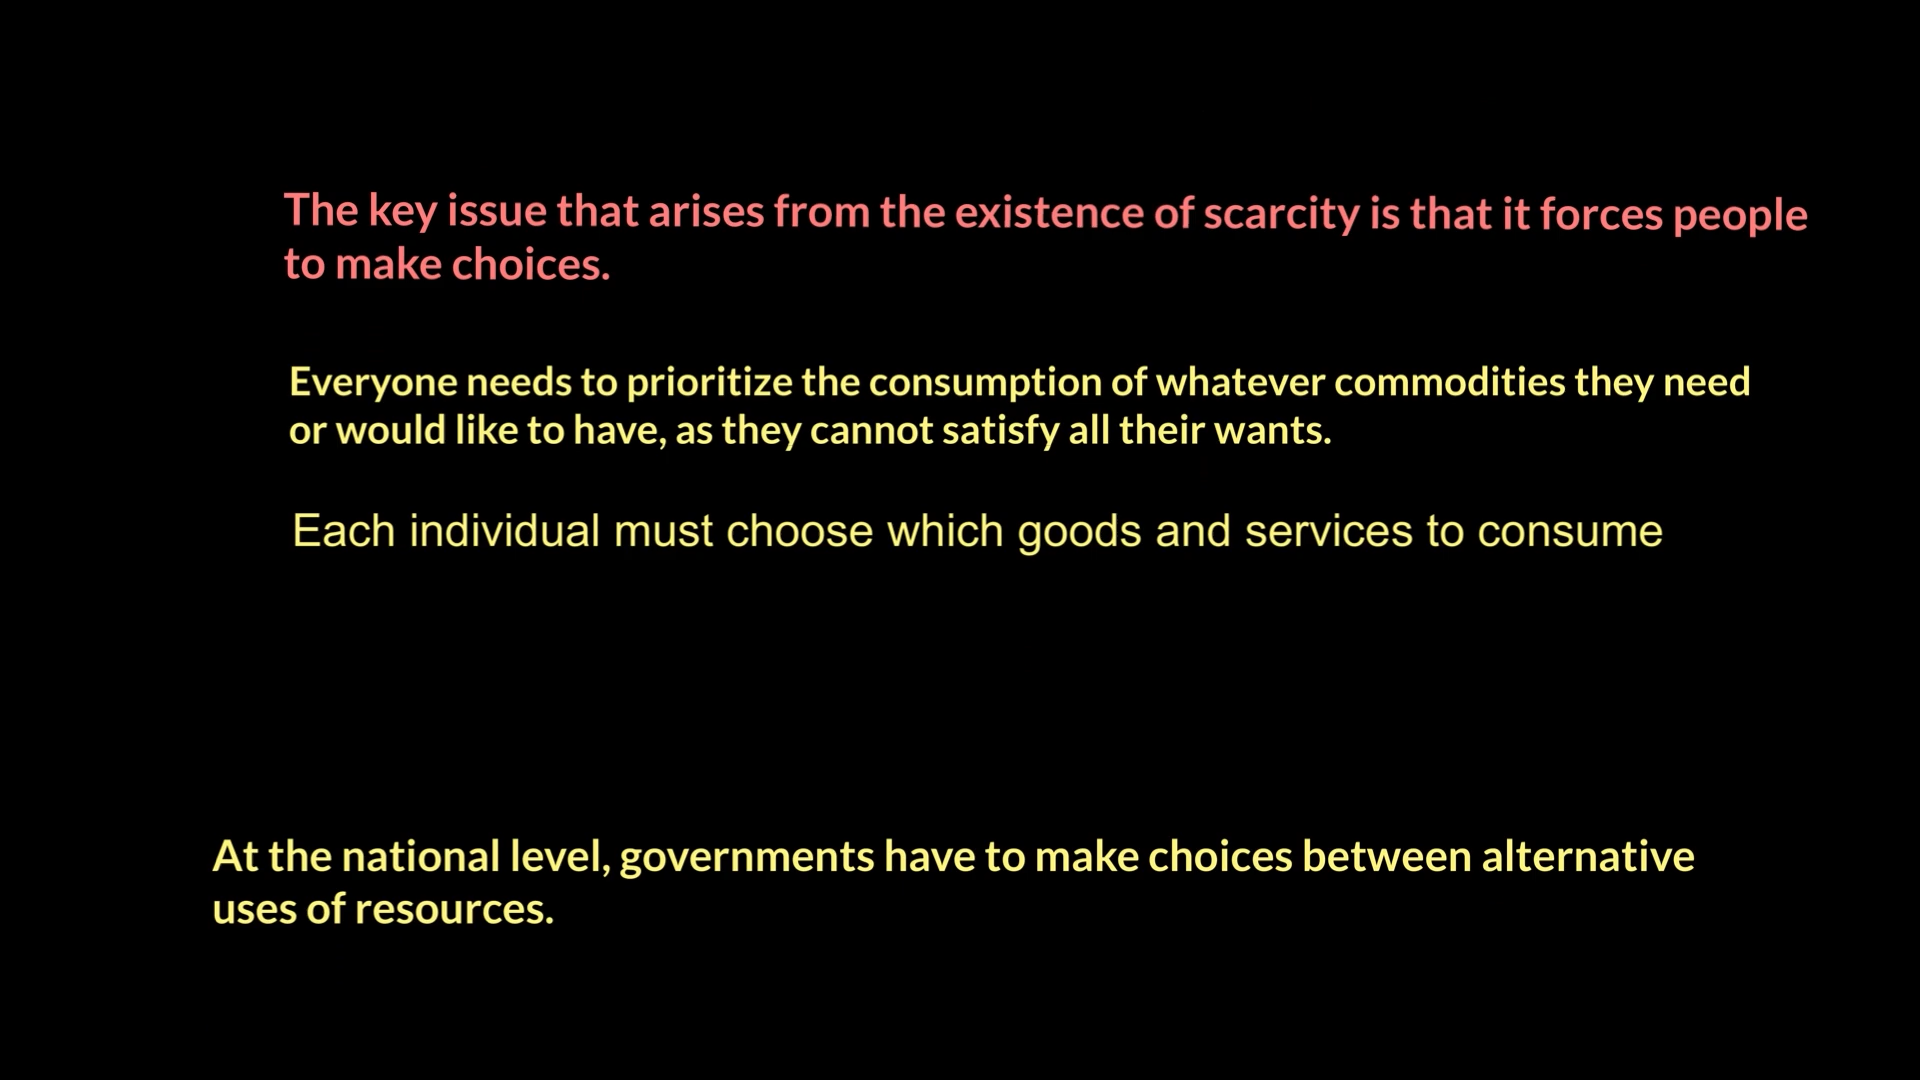 The key issue that arises from the existence of scarcity is that it forces people
to make choices.
Everyone needs to prioritize the consumption of whatever commodities they need
or would like to have, as they cannot satisfy all their wants.
Each individual must choose which goods and services to consume
At the national level, governments have to make choices between alternative
uses of resources.